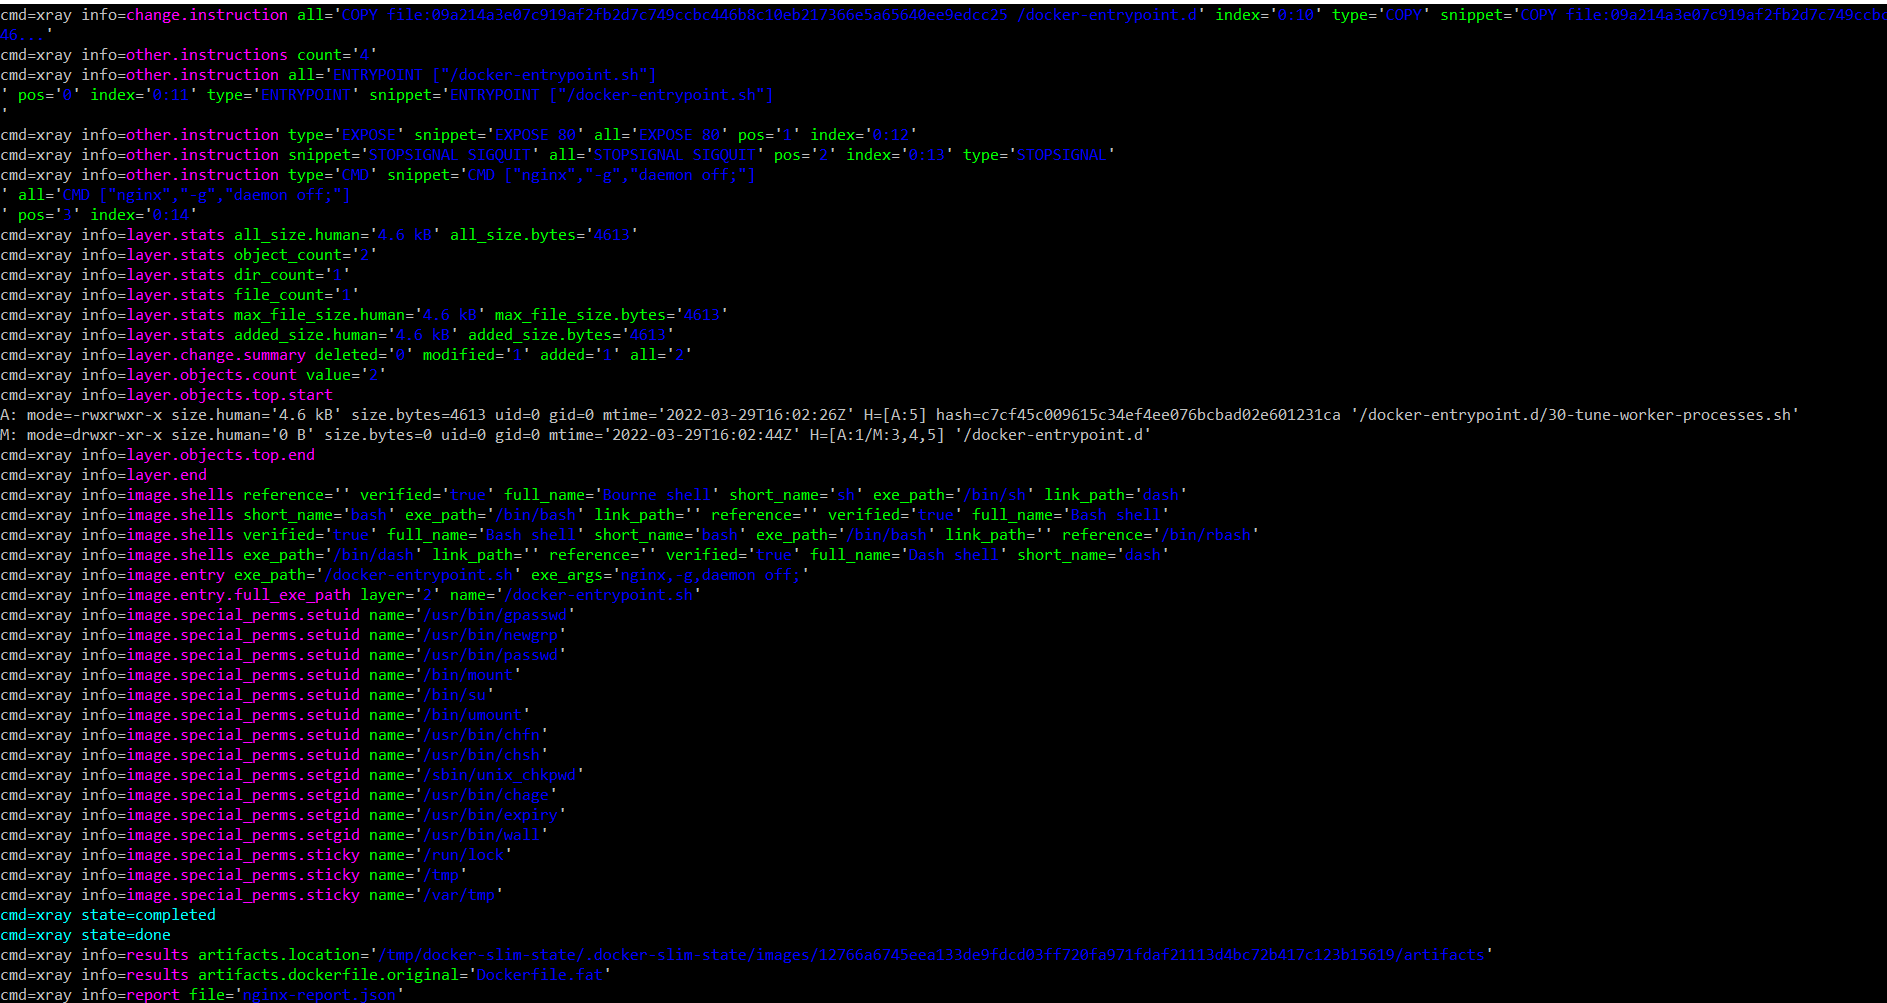 cmd=xray info=change.instruction all='COPY file:09a214a3e07c919af2fb2d7c749ccbc446b8c10eb217366e5a65640ee9edcc25 /docker-entrypoint.d' index='0:10' type='COPY' snippet='COPY file:09a214a3e07c919af2fb2d7c749ccbc4
46...'
cmd=xray info=other.instructions count='4'
cmd=xray info=other.instruction all='ENTRYPOINT ["/docker-entrypoint.sh"]
' pos='0' index='0:11' type='ENTRYPOINT' snippet='ENTRYPOINT ["/docker-entrypoint.sh"]
'
cmd=xray info=other.instruction type='EXPOSE' snippet='EXPOSE 80' all='EXPOSE 80' pos='1' index='0:12'
cmd=xray info=other.instruction snippet='STOPSIGNAL SIGQUIT' all='STOPSIGNAL SIGQUIT' pos='2' index='0:13' type='STOPSIGNAL'
cmd=xray info=other.instruction type='CMD' snippet='CMD ["nginx","-g","daemon off;"]
' all='CMD ["nginx","-g","daemon off;"]
' pos='3' index='0:14'
cmd=xray info=layer.stats all_size.human='4.6 kB' all_size.bytes='4613'
cmd=xray info=layer.stats object_count='2'
cmd=xray info=layer.stats dir_count='1'
cmd=xray info=layer.stats file_count='1'
cmd=xray info=layer.stats max_file_size.human='4.6 kB' max_file_size.bytes='4613'
cmd=xray info=layer.stats added_size.human='4.6 kB' added_size.bytes='4613'
cmd=xray info=layer.change.summary deleted='0' modified='1' added='1' all='2'
cmd=xray info=layer.objects.count value='2'
cmd=xray info=layer.objects.top.start
A: mode=-rwxrwxr-x size.human='4.6 kB' size.bytes=4613 uid=0 gid=0 mtime='2022-03-29T16:02:26Z' H=[A:5] hash=c7cf45c009615c34ef4ee076bcbad02e601231ca '/docker-entrypoint.d/30-tune-worker-processes.sh'
M: mode=drwxr-xr-x size.human='0 B' size.bytes=0 uid=0 gid=0 mtime='2022-03-29T16:02:44Z' H=[A:1/M:3,4,5] '/docker-entrypoint.d'
cmd=xray info=layer.objects.top.end
cmd=xray info=layer.end
cmd=xray info=image.shells reference='' verified='true' full_name='Bourne shell' short_name='sh' exe_path='/bin/sh' link_path='dash'
cmd=xray info=image.shells short_name='bash' exe_path='/bin/bash' link_path='' reference='' verified='true' full_name='Bash shell'
cmd=xray info=image.shells verified='true' full_name='Bash shell' short_name='bash' exe_path='/bin/bash' link_path='' reference='/bin/rbash'
cmd=xray info=image.shells exe_path='/bin/dash' link_path='' reference='' verified='true' full_name='Dash shell' short_name='dash'
cmd=xray info=image.entry exe_path='/docker-entrypoint.sh' exe_args='nginx,-g,daemon off;'
cmd=xray info=image.entry.full_exe_path layer='2' name='/docker-entrypoint.sh'
cmd=xray info=image.special_perms.setuid name='/usr/bin/gpasswd'
cmd=xray info=image.special_perms.setuid name='/usr/bin/newgrp'
cmd=xray info=image.special_perms.setuid name='/usr/bin/passwd'
cmd=xray info=image.special_perms.setuid name='/bin/mount'
cmd=xray info=image.special_perms.setuid name='/bin/su'
cmd=xray info=image.special_perms.setuid name='/bin/umount'
cmd=xray info=image.special_perms.setuid name='/usr/bin/chfn'
cmd=xray info=image.special_perms.setuid name='/usr/bin/chsh'
cmd=xray info=image.special_perms.setgid name='/sbin/unix_chkpwd'
cmd=xray info=image.special_perms.setgid name='/usr/bin/chage'
cmd=xray info=image.special_perms.setgid name='/usr/bin/expiry'
cmd=xray info=image.special_perms.setgid name='/usr/bin/wall'
cmd=xray info=image.special_perms.sticky name='/run/lock'
cmd=xray info=image.special_perms.sticky name='/tmp'
cmd=xray info=image.special_perms.sticky name='/var/tmp'
cmd=xray state=completed
cmd=xray state=done
cmd=xray info=results artifacts.location='/tmp/docker-slim-state/.docker-slim-state/images/12766a6745eea133de9fdcd03ff720fa971fdaf21113d4bc72b417c123b15619/artifacts'
cmd=xray info=results artifacts.dockerfile.original='Dockerfile.fat'
cmd=xray info=report file='nginx-report.json'